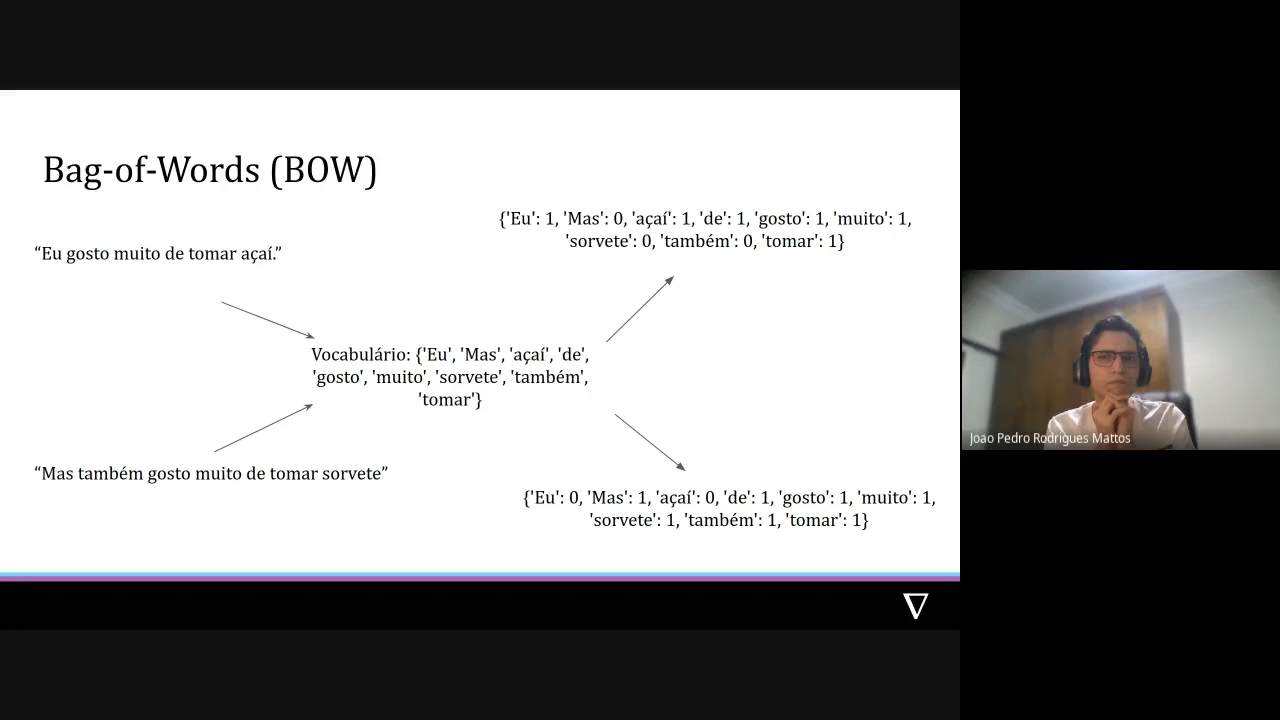 Bag-of-Words (BOW)
{'Eu': 1, 'Mas': 0, 'açaí': 1, 'de': 1, 'gosto': 1, 'muito': 1,
'sorvete': 0, 'também': 0, 'tomar': 1}
“Eu gosto muito de tomar açaí.”
Vocabulário: {'Eu', 'Mas', 'açaí', 'de',
'gosto', 'muito', 'sorvete', 'também',
'tomar'}
“Mas também gosto muito de tomar sorvete”
{'Eu': 0, 'Mas': 1, 'açaí': 0, 'de': 1, 'gosto': 1, 'muito': 1,
'sorvete': 1, 'também': 1, 'tomar': 1}
Joao Pedro Rodrigues Mattos